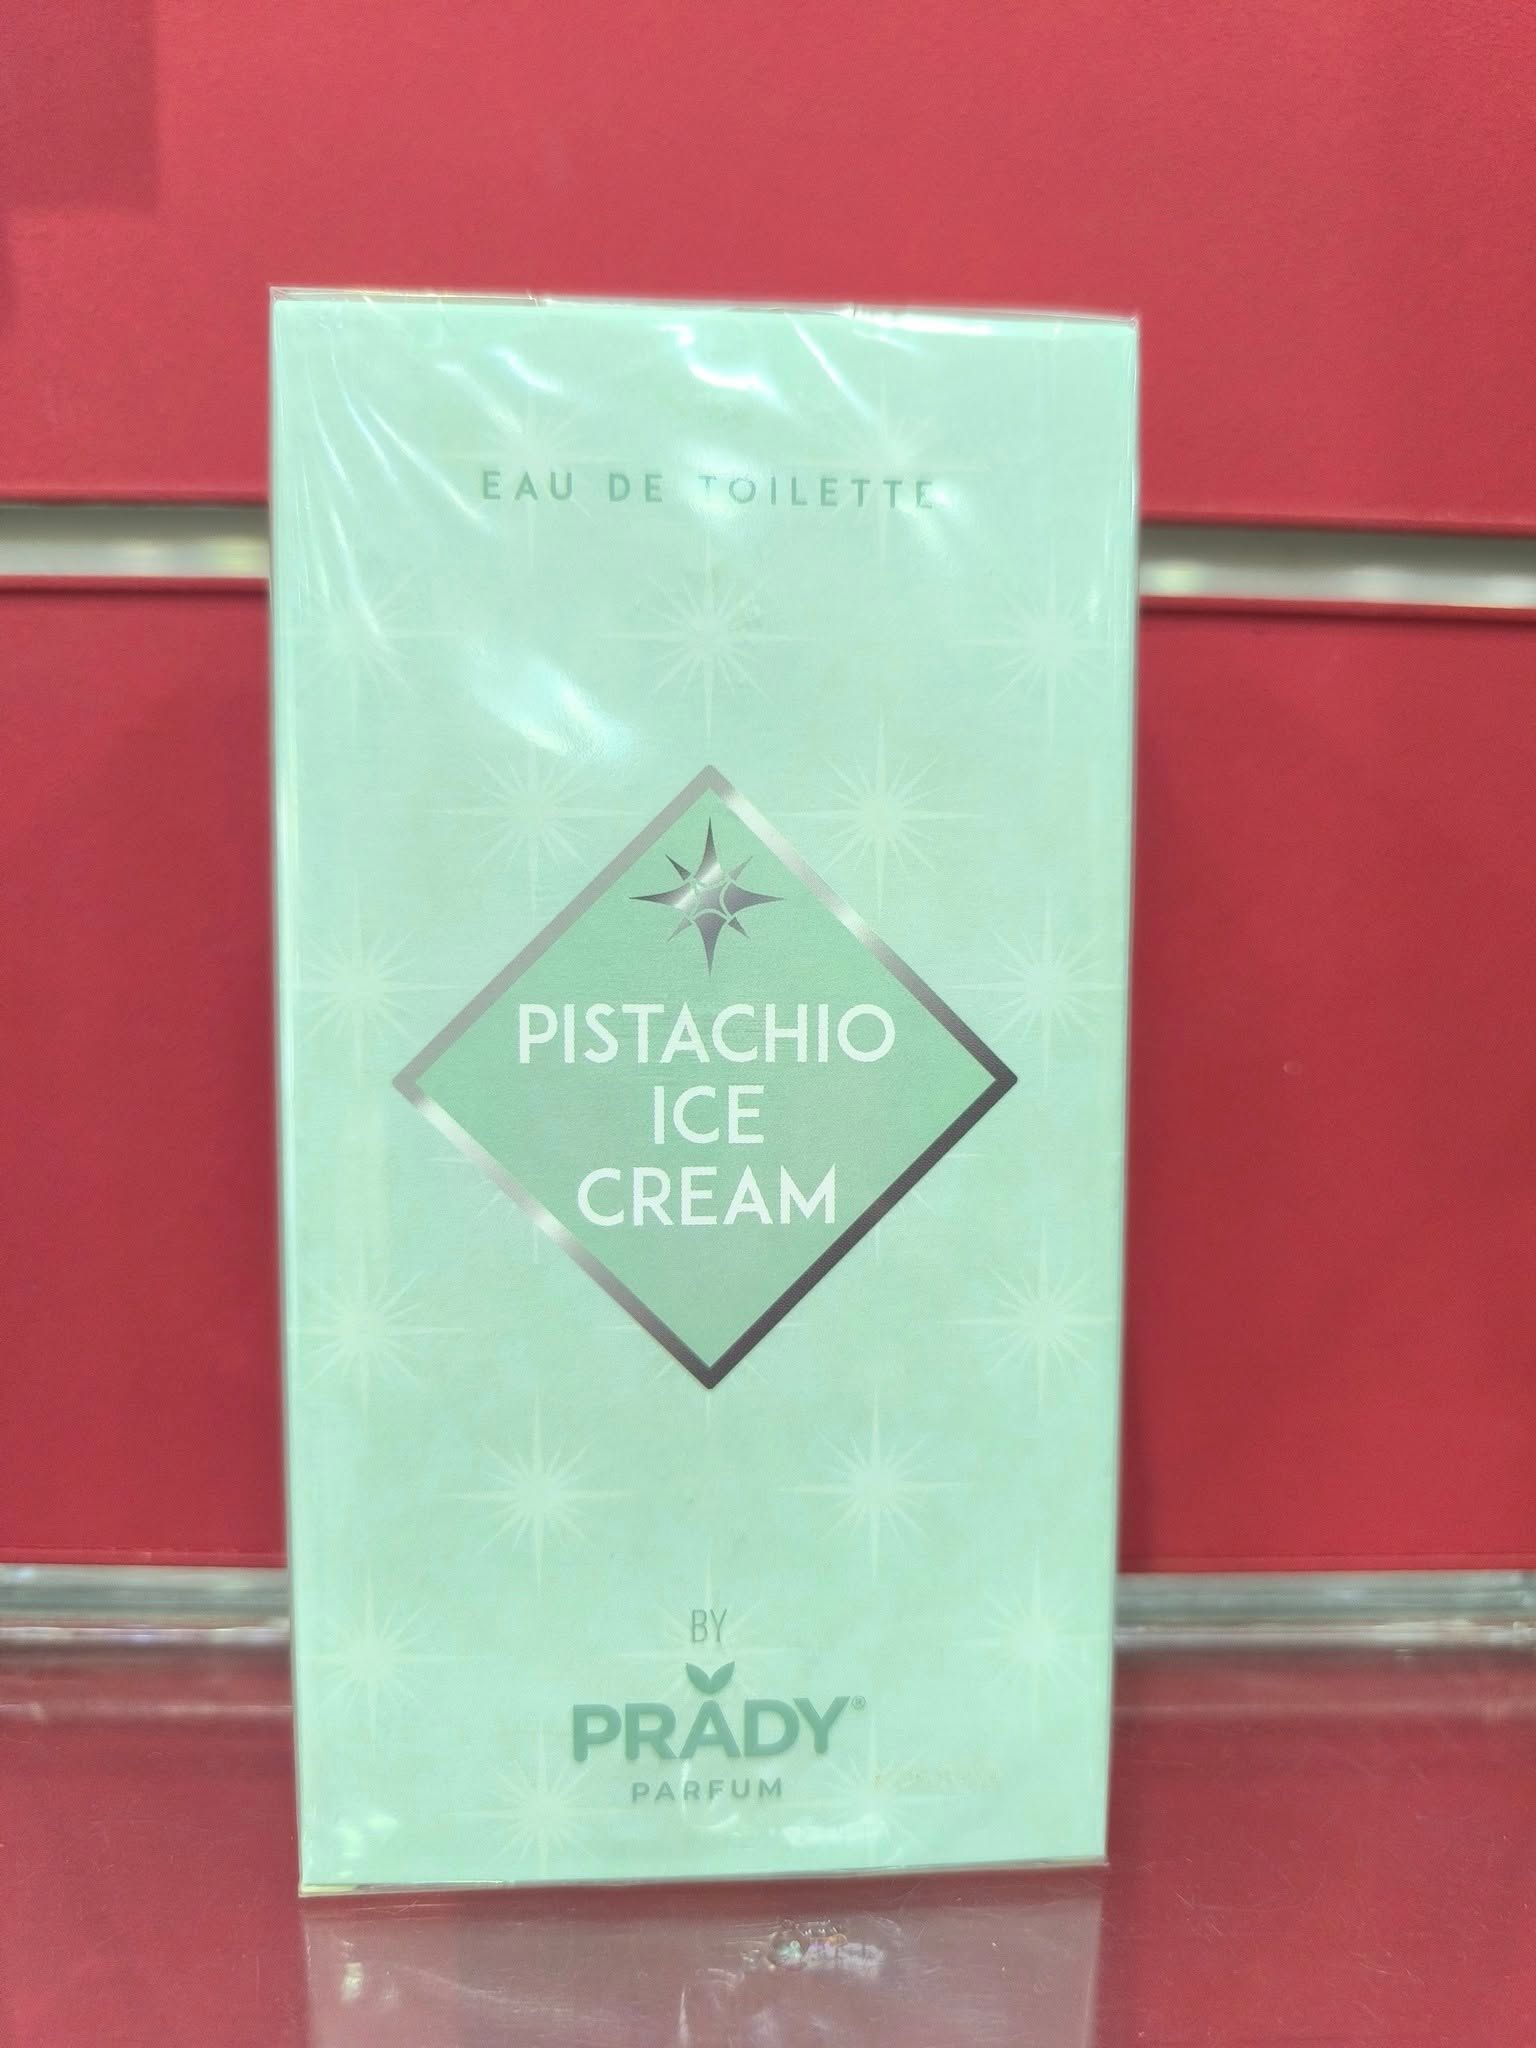 EAU DE TOILETTE
PISTACHIO
ICE
CREAM
BY
PRADY®
PARFUM